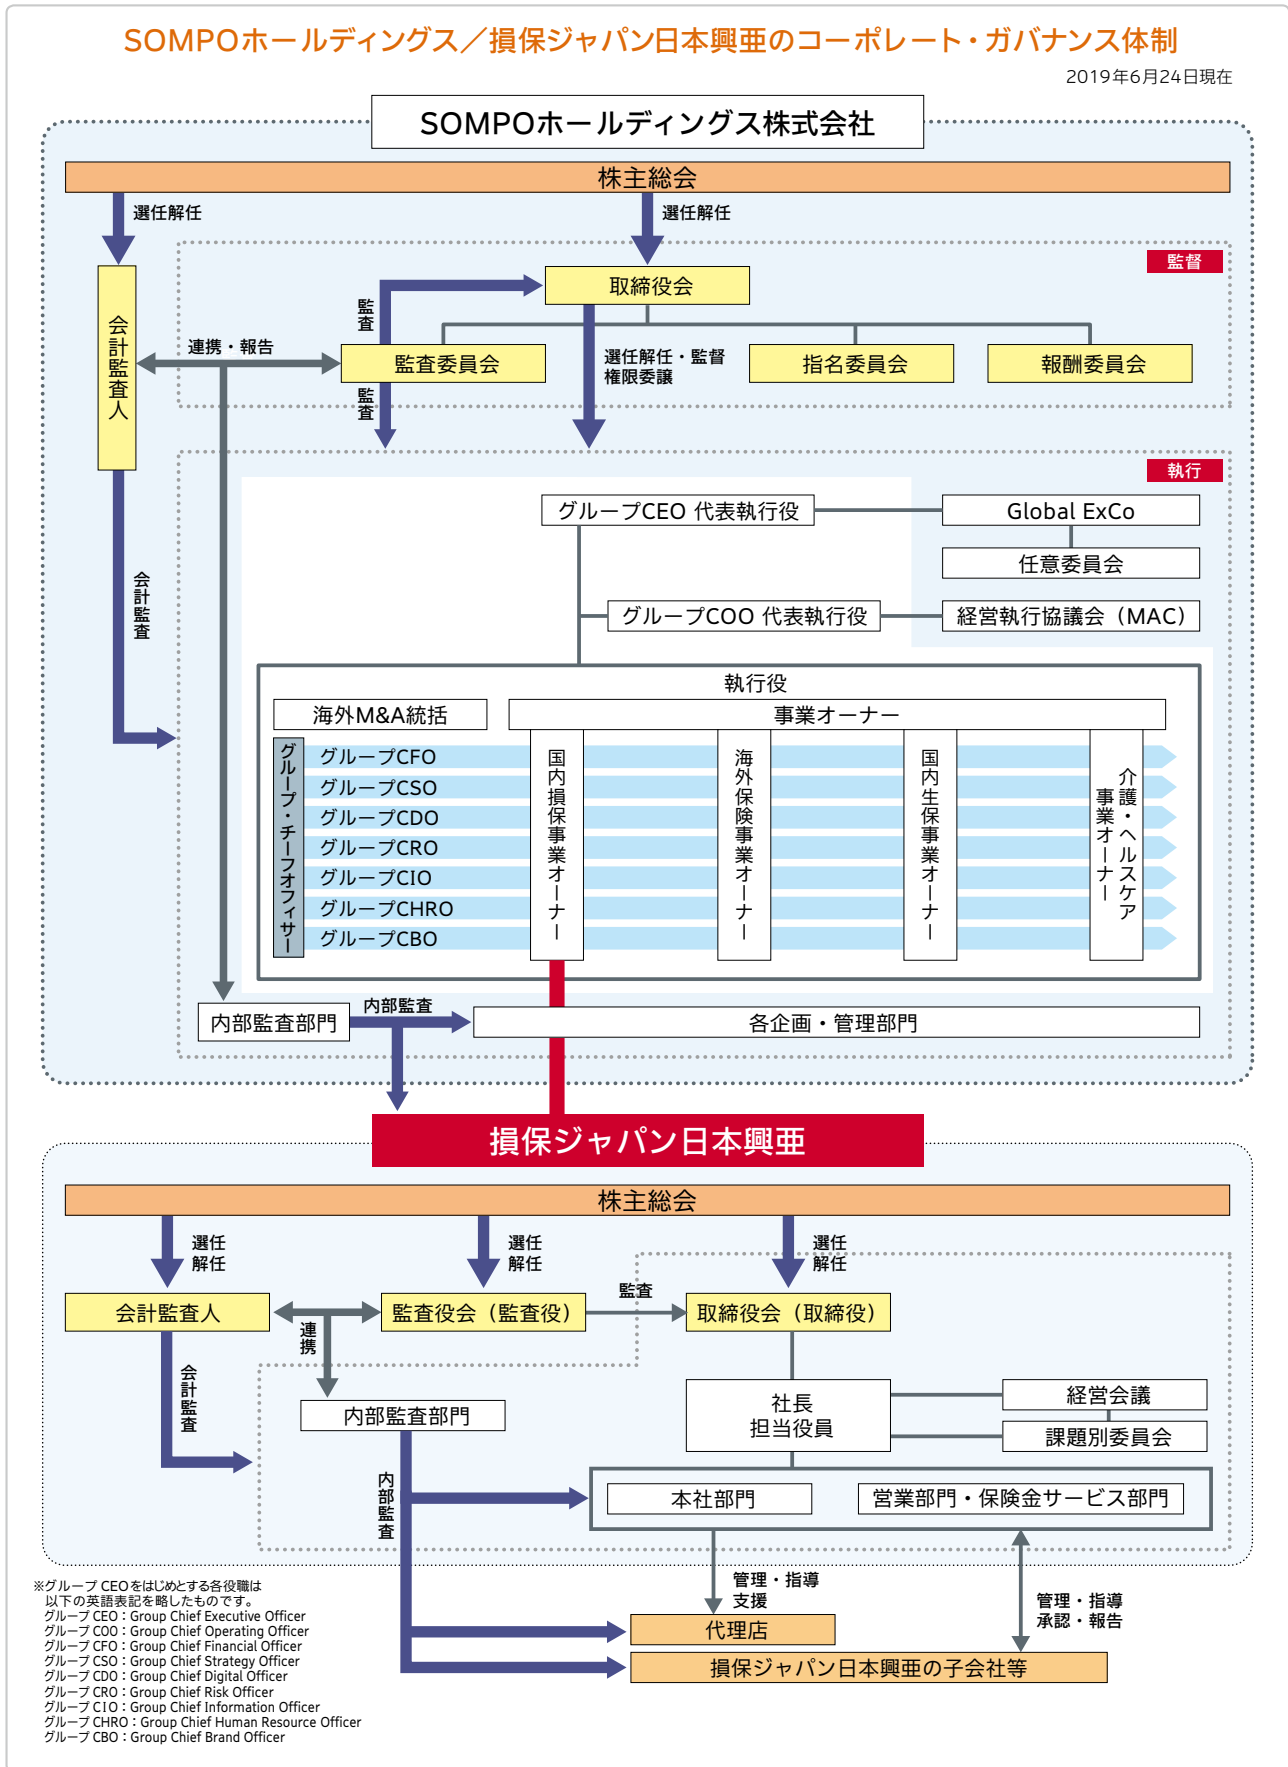 SOMPOホールディングス／損保ジャパン日本興亜のコーポレート・ガバナンス体制
2019年6月24日現在
SOMPOホールディングス株式会社
株主総会
選任解任
選任解任
監督
取締役会
会計監査人
監査
連携・報告
監査委員会
選任解任・監督
権限委譲
指名委員会
報酬委員会
監査
執行
グループCEO 代表執行役
Global ExCo
任意委員会
会計監査
グループCOO 代表執行役
経営執行協議会（MAC）
執行役
海外M&A統括
事業オーナー
グループ・チーフオフィサー
グループCFO
グループCSO
グループCDO
グループCRO
グループCIO
グループCHRO
グループCBO
国内損保事業オーナー
海外保険事業オーナー
国内生保事業オーナー
介護・ヘルスケア
事業オーナー
内部監査部門
内部監査
各企画・管理部門
損保ジャパン日本興亜
株主総会
選任
解任
選任
解任
選任
解任
会計監査人
連携
監査役会（監査役）
監査
取締役会（取締役）
会計監査
内部監査部門
社長
担当役員
経営会議
課題別委員会
内部監査
本社部門
営業部門・保険金サービス部門
管理・指導
支援
管理・指導
承認・報告
代理店
損保ジャパン日本興亜の子会社等
※グループ CEOをはじめとする各役職は
以下の英語表記を略したものです。
グループ CEO：Group Chief Executive Officer
グループ COO：Group Chief Operating Officer
グループ CFO：Group Chief Financial Officer
グループ CSO：Group Chief Strategy Officer
グループ CDO：Group Chief Digital Officer
グループ CRO：Group Chief Risk Officer
グループ CIO：Group Chief Information Officer
グループ CHRO：Group Chief Human Resource Officer
グループ CBO：Group Chief Brand Officer